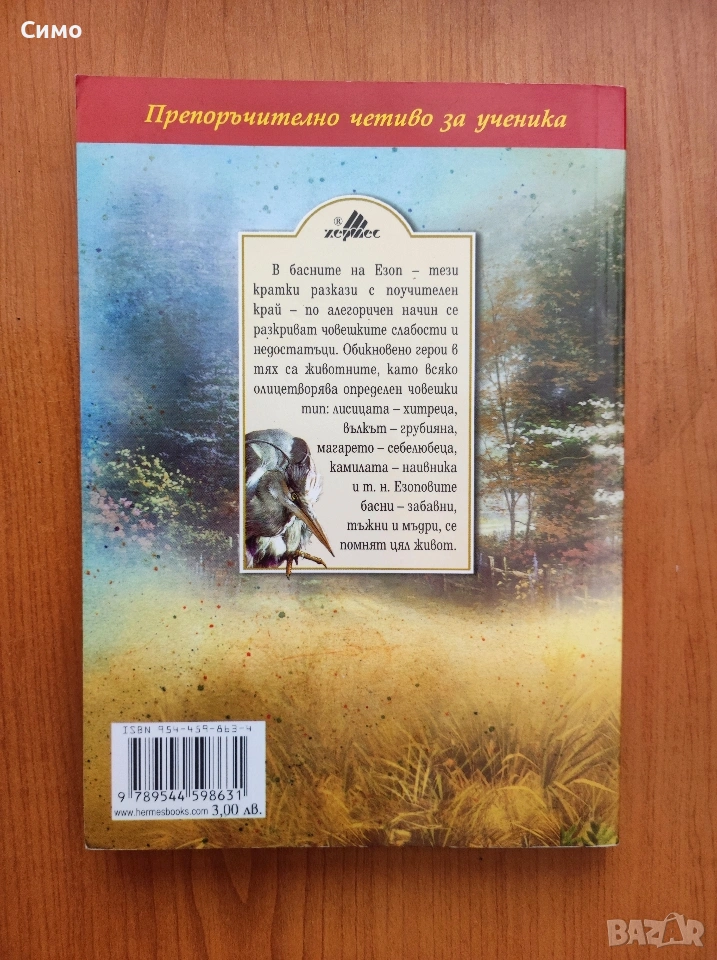 Симо
Препоръчително четиво за ученика
®
хермес
В басните на Езоп – тези
кратки разкази с поучителен
край – по алегоричен начин се
разкриват човешките слабости и
недостатъци. Обикновено герои в
тях са животните, като всяко
олицетворява определен човешки
тип: лисицата – хитреца,
вълкът – грубияна,
магарето – себелюбеца,
камилата – наивника
и т. н. Езоповите
басни – забавни,
тъжни и мъдри, се
помнят цял живот.
ISBN 954-459-863-4
9 789544 598631
www.hermesbooks.com 3,00 лв.
BAZAR